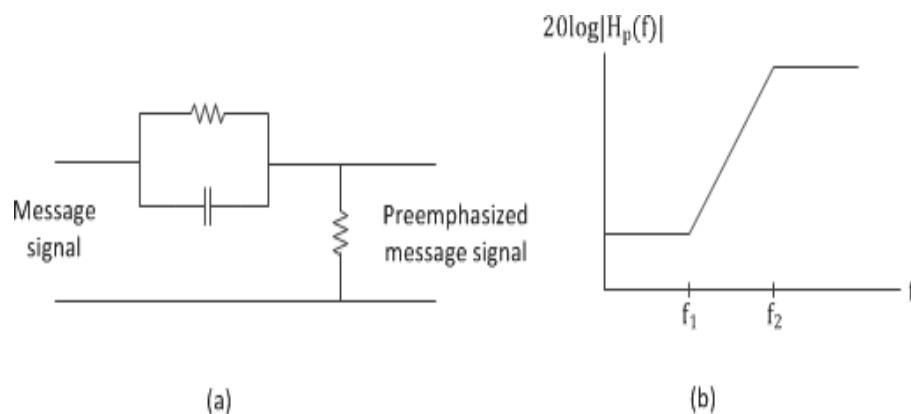 20log|Hₚ(f)|
Message
signal
Preemphasized
message signal
f₁
f₂
f
(a)
(b)